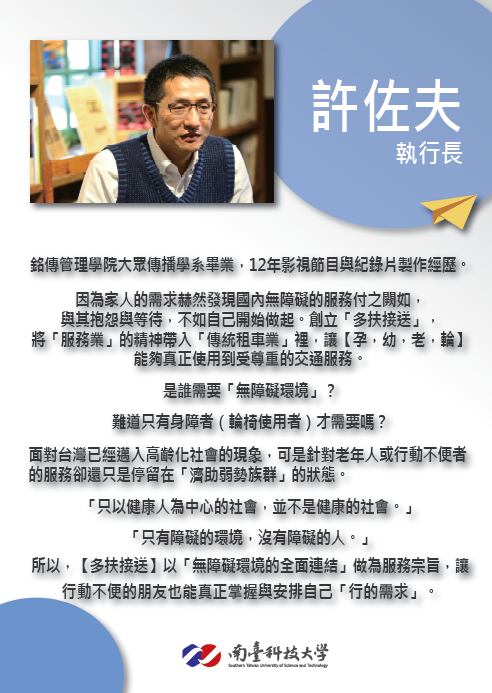 許佐夫
執行長
銘傳管理學院大眾傳播學系畢業，12年影視節目與紀錄片製作經歷。
因為家人的需求赫然發現國內無障礙的服務付之闕如，
與其抱怨與等待，不如自己開始做起。創立「多扶接送」，
將「服務業」的精神帶入「傳統租車業」裡，讓【孕，幼，老，輪】
能夠真正使用到受尊重的交通服務。
是誰需要「無障礙環境」？
難道只有身障者（輪椅使用者）才需要嗎？
面對台灣已經邁入高齡化社會的現象，可是針對老年人或行動不便者
的服務卻還只是停留在「濟助弱勢族群」的狀態。
「只以健康人為中心的社會，並不是健康的社會。」
「只有障礙的環境，沒有障礙的人。」
所以，【多扶接送】以「無障礙環境的全面連結」做為服務宗旨，讓
行動不便的朋友也能真正掌握與安排自己「行的需求」。
南臺科技大學
Southern Taiwan University of Science and Technology